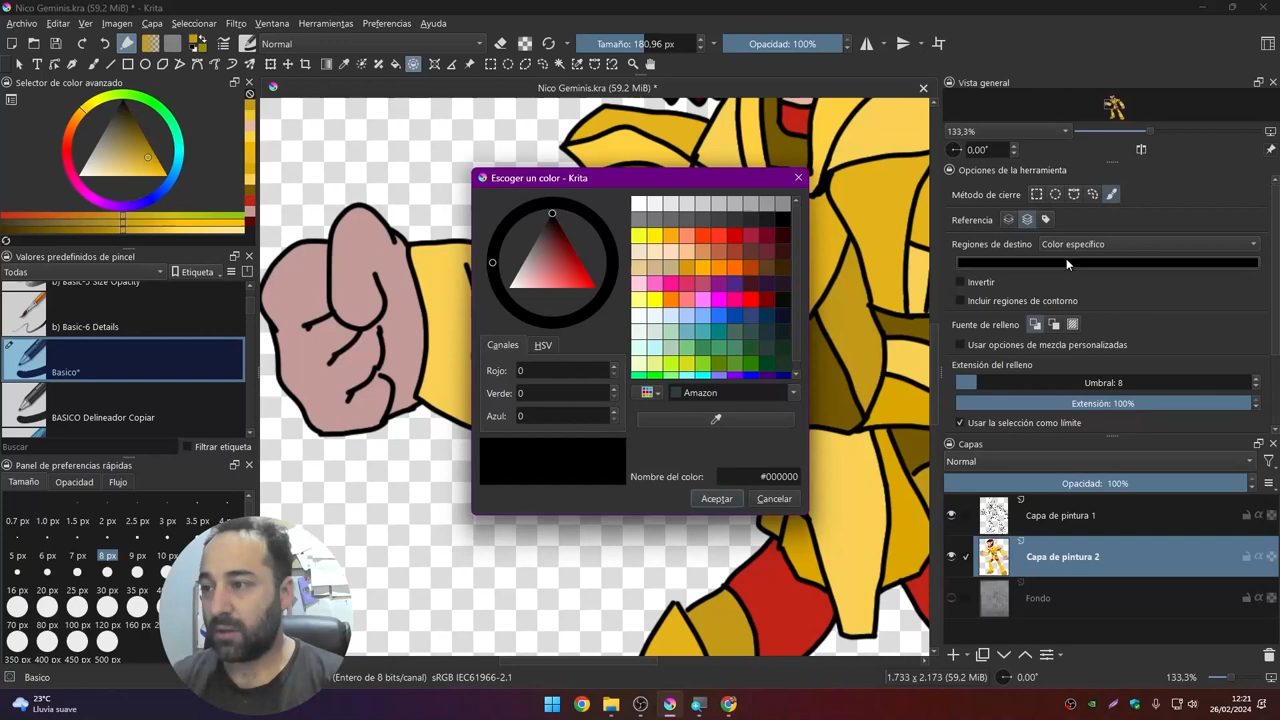 Nico Geminis.kra (59,2 MiB) * - Krita
Archivo Editar Ver Imagen Capa Seleccionar Filtro Ventana Herramientas Preferencias Ayuda
Normal
Tamaño: 180,96 px
Opacidad: 100%
Selector de color avanzado
Valores predefinidos de pincel
Todas
Etiqueta
b) Basic-5 Size Opacity
b) Basic-6 Details
Basico*
BASICO Delineador Copiar
Buscar
Filtrar etiqueta
Panel de preferencias rápidas
Tamaño Opacidad Flujo
0.7 px 1 px 2 px 3 px 4 px
5 px 6 px 7 px 8 px 9 px
10 px 12 px 14 px 16 px 20 px
25 px 30 px 35 px
100 px 120 px 160 px
350 px 400 px 450 px 500 px
Nico Geminis.kra (59,2 MiB) *
Escoger un color - Krita
Canales HSV
Rojo: 0
Verde: 0
Azul: 0
Amazon
Nombre del color: #000000
Aceptar Cancelar
Vista general
133,3%
0,00°
Opciones de la herramienta
Método de cierre
Referencia
Regiones de destino Color específico
Invertir
Incluir regiones de contorno
Fuente de relleno
Usar opciones de mezcla personalizadas
Extensión del relleno
Umbral: 8
Extensión: 100%
Usar la selección como límite
Capas
Normal
Opacidad: 100%
Capa de pintura 1
Capa de pintura 2
Fondo
Basico
(Entero de 8 bits/canal) sRGB IEC61966-2.1
1.733 x 2.173 (59,2 MiB)
0,00°
133,3%
23°C
Lluvia suave
12:21
26/02/2024